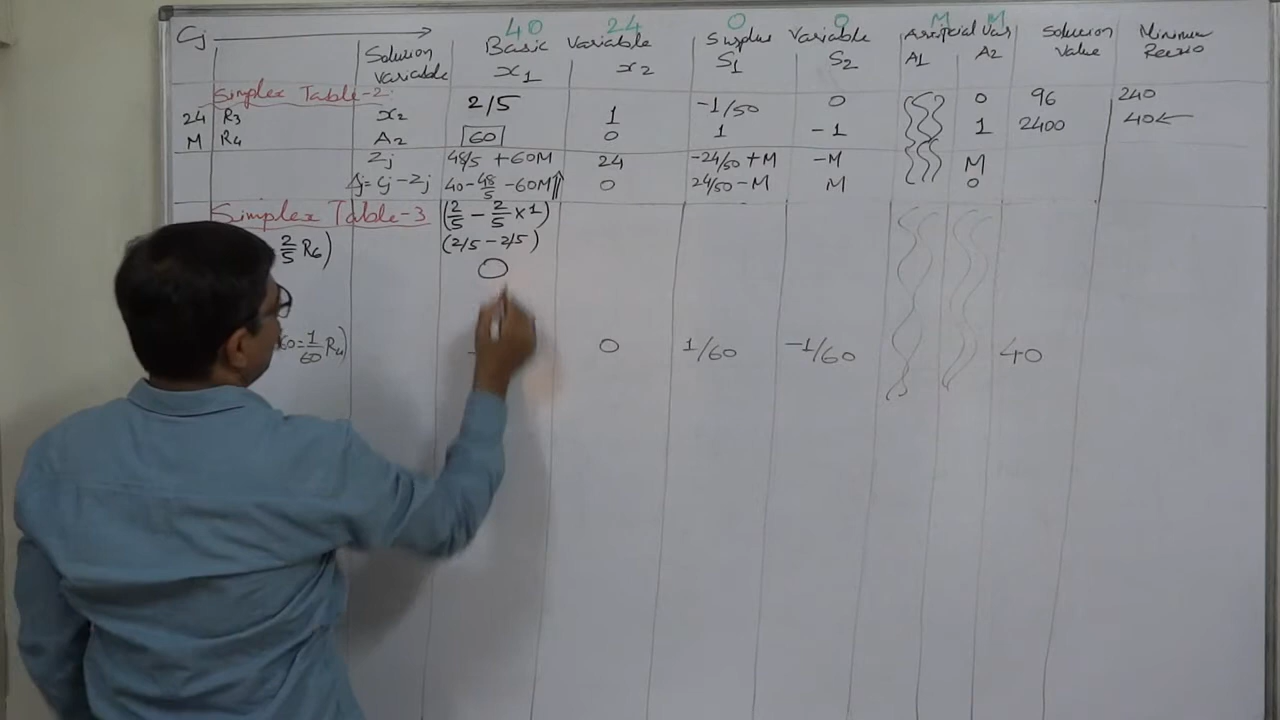 40 24 0 0 M M
Cj Basic Variable Surplus Variable Artificial Var Solution Minimum
Solution Value Ratio
variable x1 x2 S1 S2 A1 A2
Simplex Table-2
24 R3 x2 2/5 1 -1/50 0 0 96 240
M R4 A2 60 0 1 -1 1 2400 40←
Zj 48/5 + 60M 24 -24/50 + M -M M
Δj = Cj - Zj 40 - 48/5 - 60M 0 24/50 - M M 0
Simplex Table-3 (2/5 - 2/5 × 1)
2/5 R6) (2/5 - 2/5)
0
60 = 1/60 R4) 0 1/60 -1/60 40